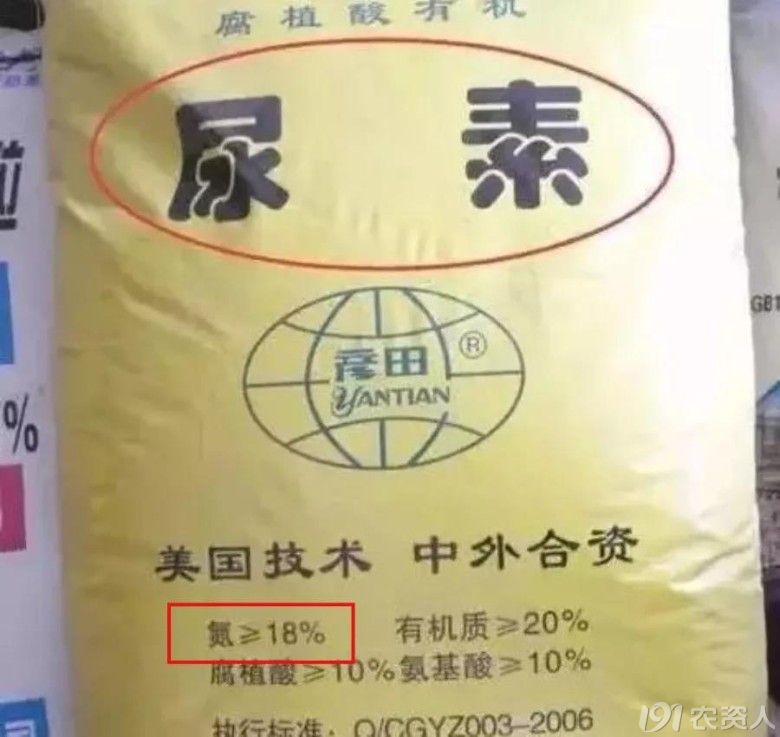 腐植酸有机
尿素
彦田
®
YANTIAN
美国技术 中外合资
氮≥18% 有机质≥20%
腐植酸≥10% 氨基酸≥10%
执行标准：Q/CGYZ003-2006
%
GB1
191农资人